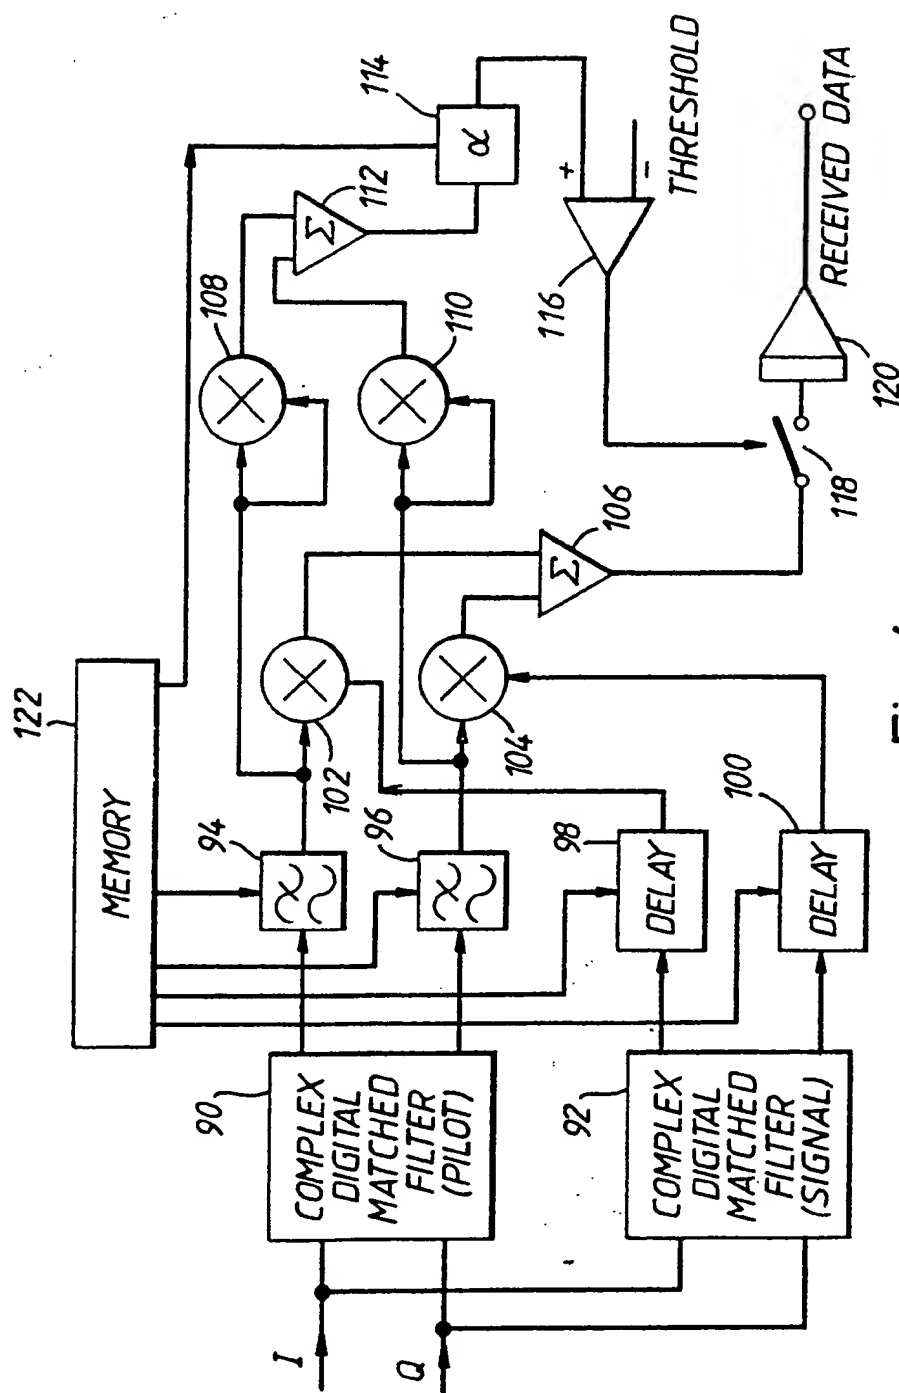 122
MEMORY
94
96
98
DELAY
100
DELAY
90
COMPLEX
DIGITAL
MATCHED
FILTER
(PILOT)
92
COMPLEX
DIGITAL
MATCHED
FILTER
(SIGNAL)
I
Q
102
104
106
Σ
108
110
112
Σ
114
α
116
+
-
THRESHOLD
118
120
RECEIVED DATA